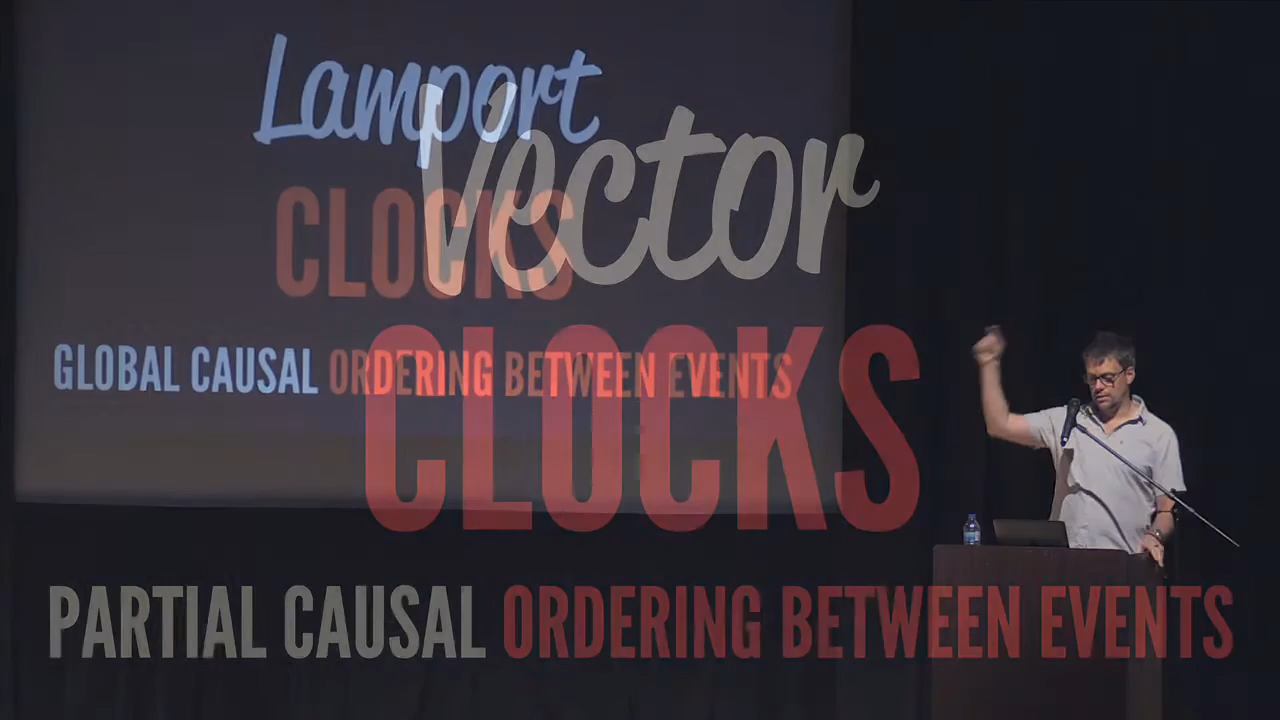 Lamport
CLOCKS
GLOBAL CAUSAL ORDERING BETWEEN EVENTS
Vector
CLOCKS
PARTIAL CAUSAL ORDERING BETWEEN EVENTS